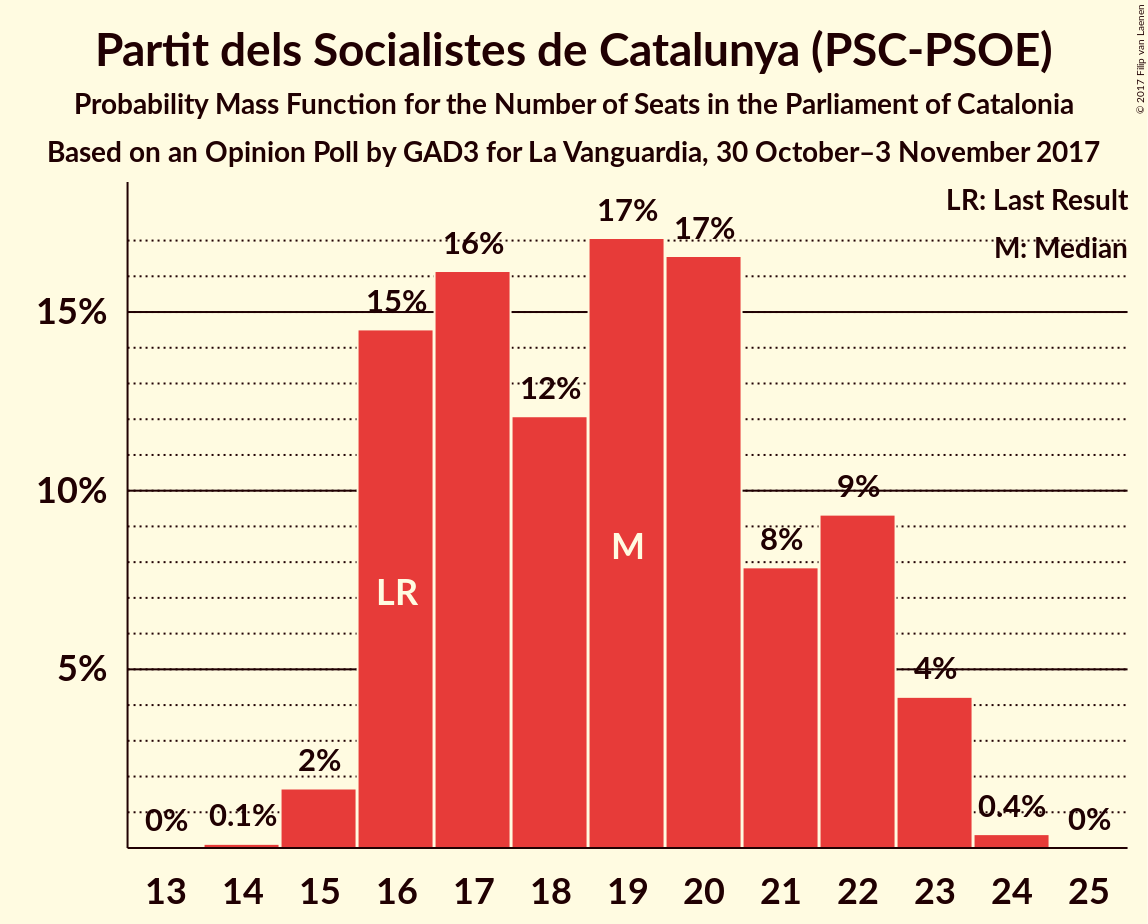 Partit dels Socialistes de Catalunya (PSC-PSOE)
Probability Mass Function for the Number of Seats in the Parliament of Catalonia
Based on an Opinion Poll by GAD3 for La Vanguardia, 30 October–3 November 2017
© 2017 Filip van Laenen
LR: Last Result
M: Median
15%
10%
5%
0%
0.1%
2%
15%
16%
12%
17%
17%
8%
9%
4%
0.4%
0%
LR
M
13 14 15 16 17 18 19 20 21 22 23 24 25